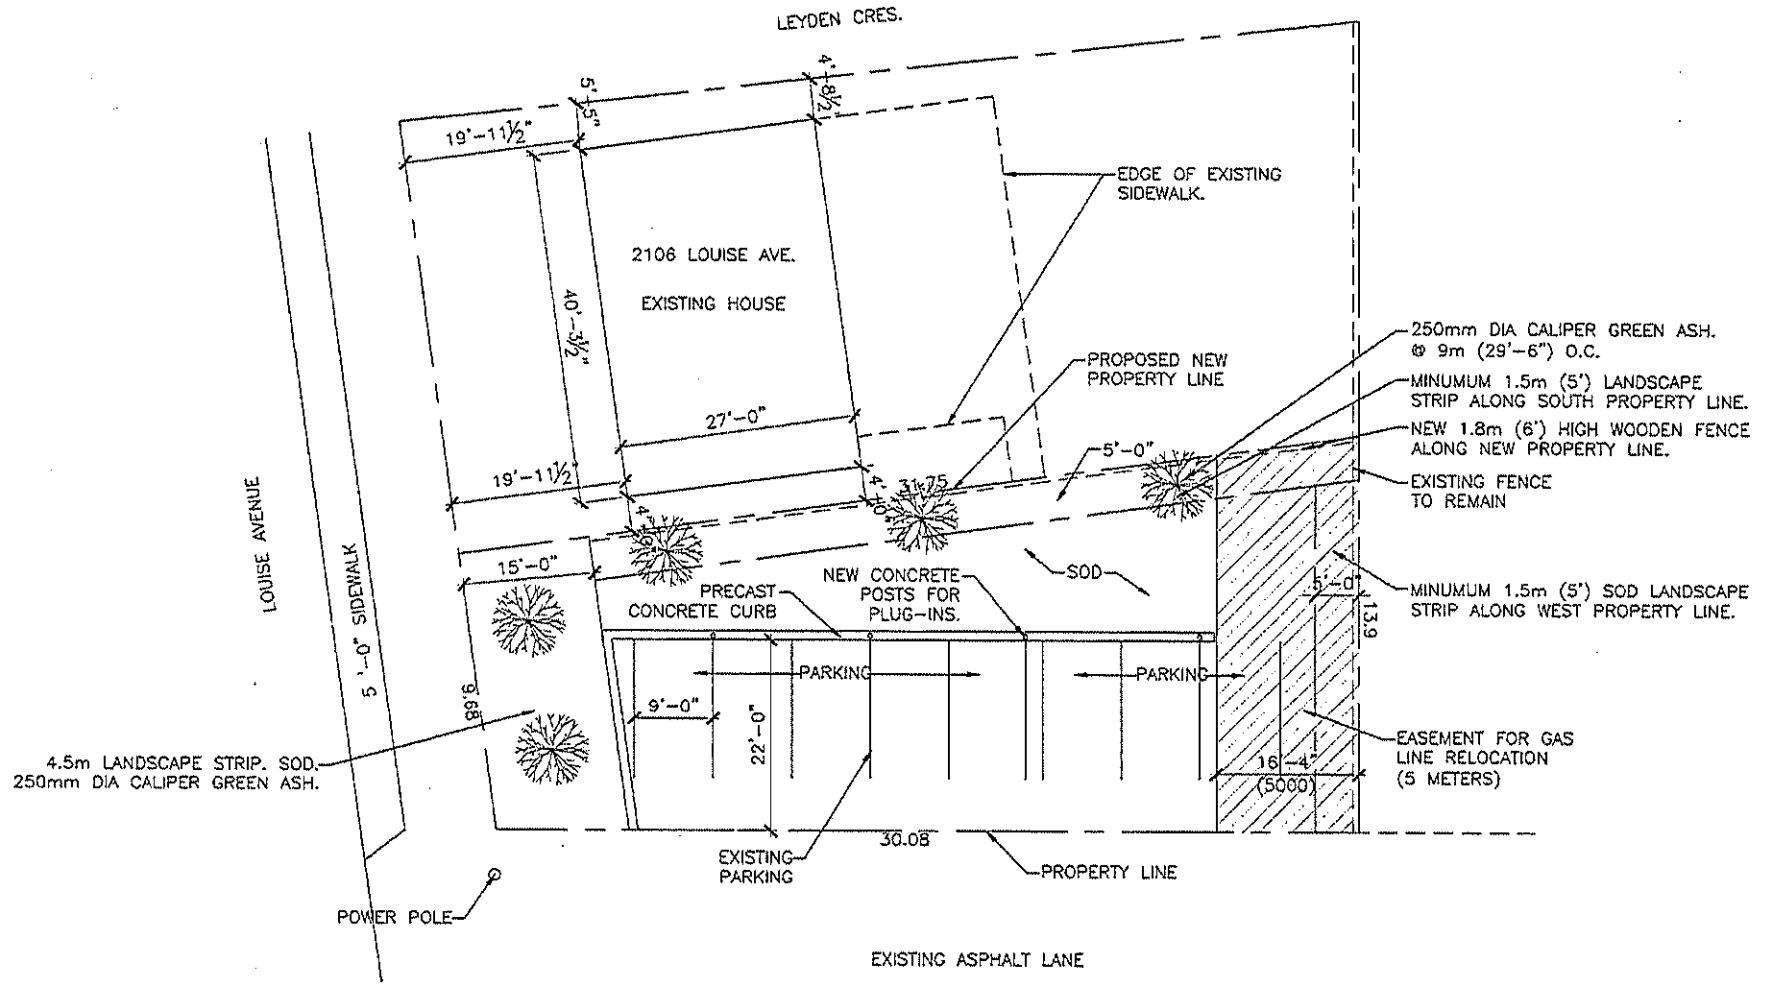 LEYDEN CRES.
5'-5"
4'-8½"
19'-11½"
EDGE OF EXISTING
SIDEWALK.
2106 LOUISE AVE.
EXISTING HOUSE
40'-3½"
250mm DIA CALIPER GREEN ASH.
@ 9m (29'-6") O.C.
PROPOSED NEW
PROPERTY LINE
MINUMUM 1.5m (5') LANDSCAPE
STRIP ALONG SOUTH PROPERTY LINE.
27'-0"
NEW 1.8m (6') HIGH WOODEN FENCE
ALONG NEW PROPERTY LINE.
5'-0"
19'-11½"
31.75
EXISTING FENCE
TO REMAIN
LOUISE AVENUE
5'-0" SIDEWALK
15'-0"
PRECAST
CONCRETE CURB
NEW CONCRETE
POSTS FOR
PLUG-INS.
SOD
5'-0"
MINUMUM 1.5m (5') SOD LANDSCAPE
STRIP ALONG WEST PROPERTY LINE.
13.9
PARKING
PARKING
9.68
9'-0"
22'-0"
4.5m LANDSCAPE STRIP. SOD.
250mm DIA CALIPER GREEN ASH.
EASEMENT FOR GAS
LINE RELOCATION
(5 METERS)
16'-4"
(5000)
30.08
EXISTING
PARKING
PROPERTY LINE
POWER POLE
EXISTING ASPHALT LANE